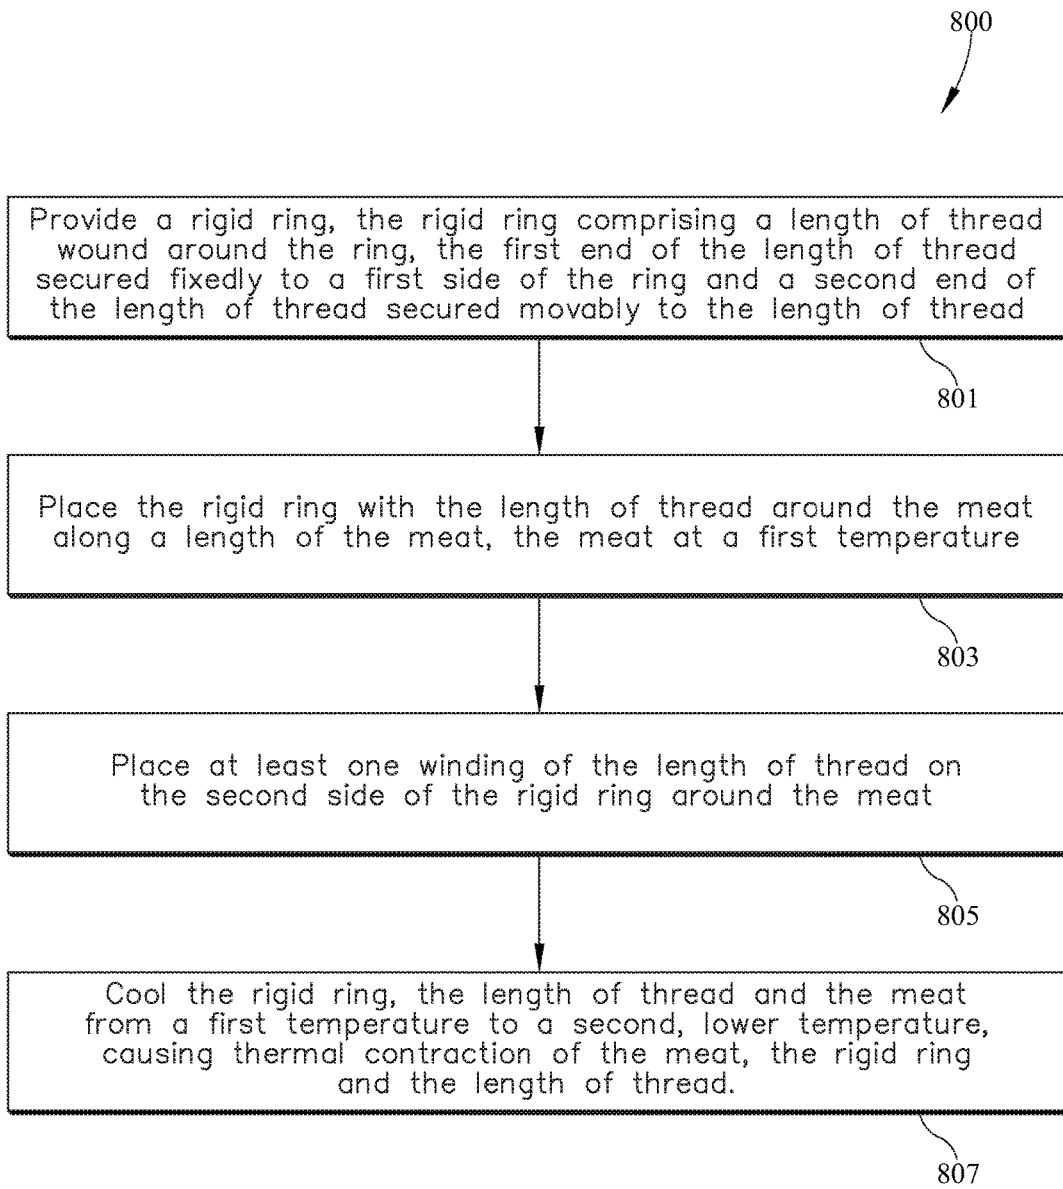 800
Provide a rigid ring, the rigid ring comprising a length of thread
wound around the ring, the first end of the length of thread
secured fixedly to a first side of the ring and a second end of
the length of thread secured movably to the length of thread
801
Place the rigid ring with the length of thread around the meat
along a length of the meat, the meat at a first temperature
803
Place at least one winding of the length of thread on
the second side of the rigid ring around the meat
805
Cool the rigid ring, the length of thread and the meat
from a first temperature to a second, lower temperature,
causing thermal contraction of the meat, the rigid ring
and the length of thread.
807